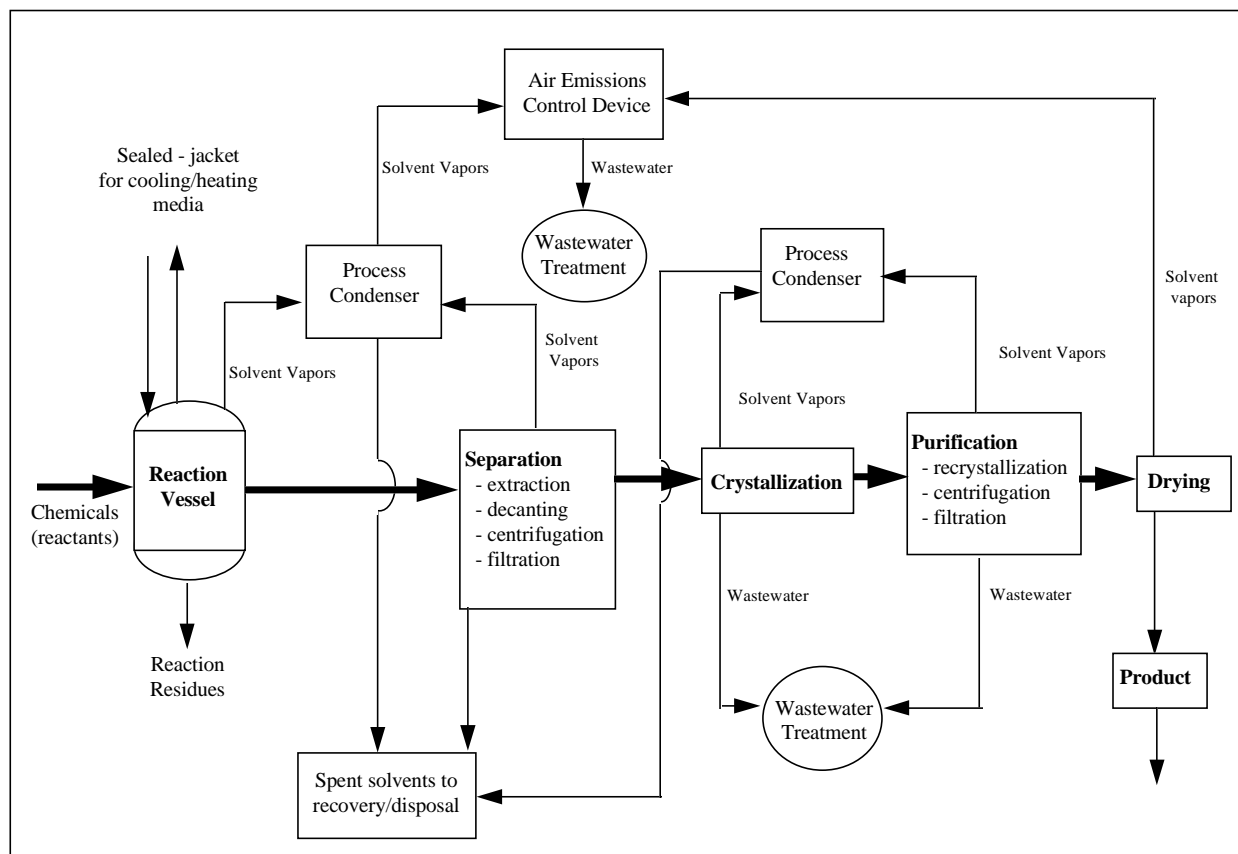 Air Emissions
Control Device
Sealed - jacket
for cooling/heating
media
Solvent Vapors
Wastewater
Wastewater
Treatment
Process
Condenser
Process
Condenser
Solvent
vapors
Solvent
Vapors
Solvent Vapors
Solvent Vapors
Solvent Vapors
Reaction
Vessel
Chemicals
(reactants)
Separation
- extraction
- decanting
- centrifugation
- filtration
Crystallization
Purification
- recrystallization
- centrifugation
- filtration
Drying
Wastewater
Wastewater
Reaction
Residues
Product
Wastewater
Treatment
Spent solvents to
recovery/disposal